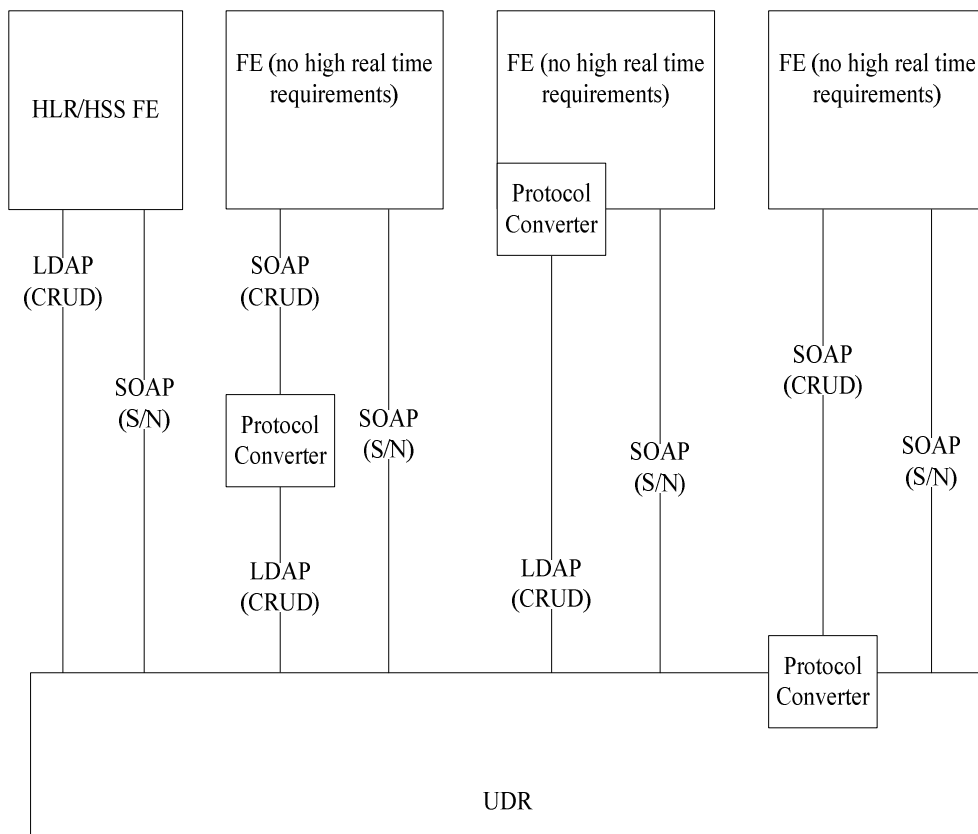 HLR/HSS FE
FE (no high real time
requirements)
FE (no high real time
requirements)
FE (no high real time
requirements)
Protocol
Converter
LDAP
(CRUD)
SOAP
(CRUD)
SOAP
(S/N)
SOAP
(CRUD)
Protocol
Converter
SOAP
(S/N)
SOAP
(S/N)
SOAP
(S/N)
LDAP
(CRUD)
LDAP
(CRUD)
Protocol
Converter
UDR